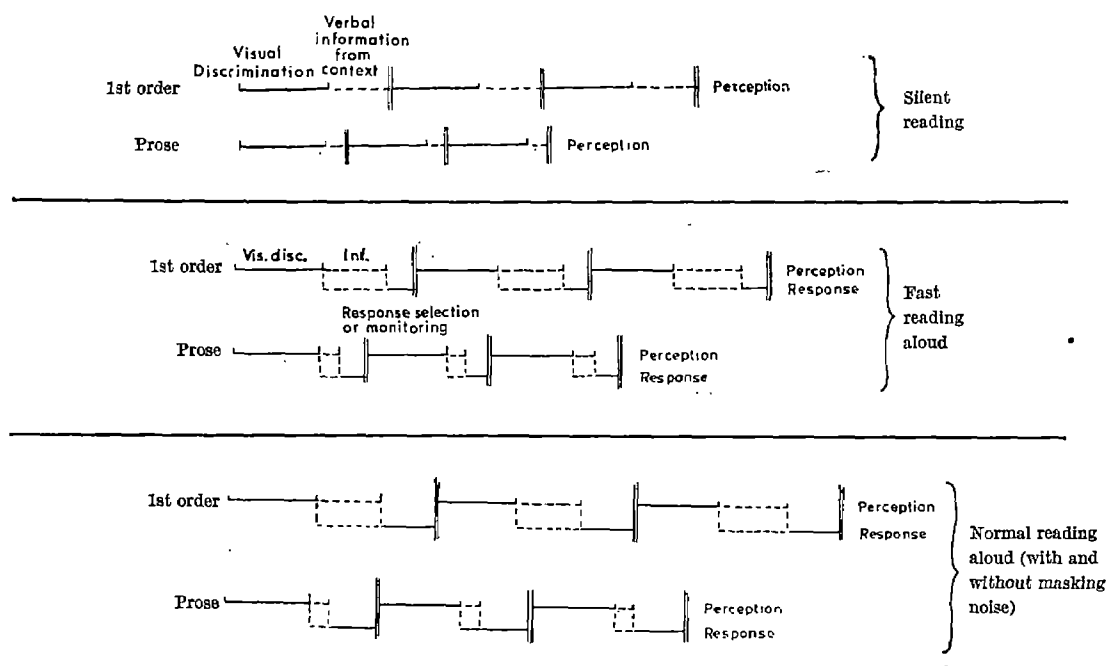 Verbal
information
Visual from
Discrimination context
1st order Perception
Silent
reading
Prose Perception
Vis. disc. Inf.
1st order Perception
Response
Fast
reading
aloud
Response selection
or monitoring
Prose Perception
Response
1st order Perception
Response
Normal reading
aloud (with and
without masking
noise)
Prose Perception
Response